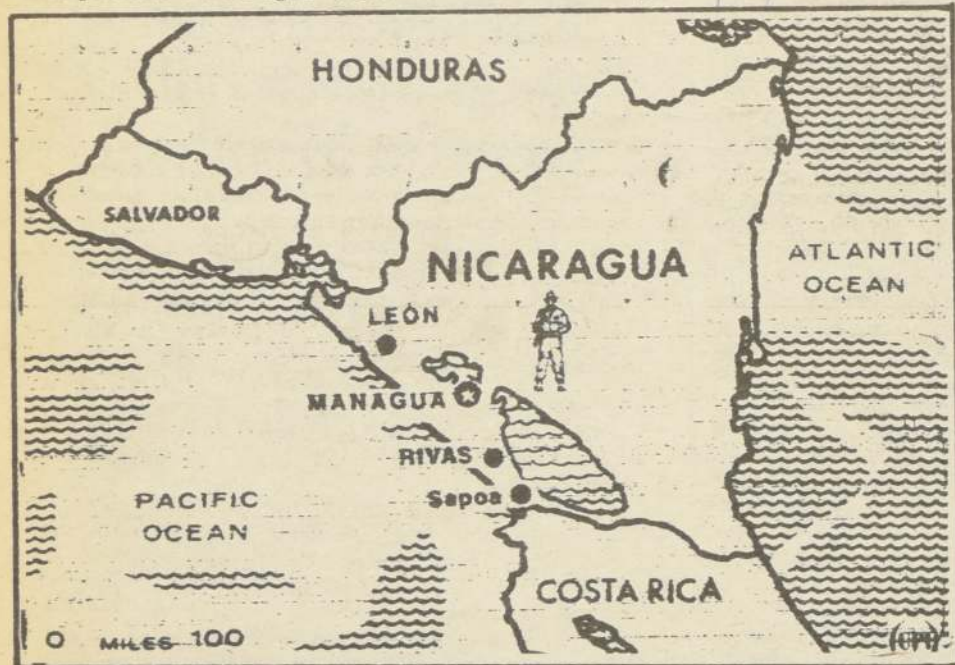 HONDURAS
SALVADOR
NICARAGUA
ATLANTIC
OCEAN
LEÓN
MANAGUA
RIVAS
Sapoa
PACIFIC
OCEAN
COSTA RICA
0 MILES 100
(UPI)